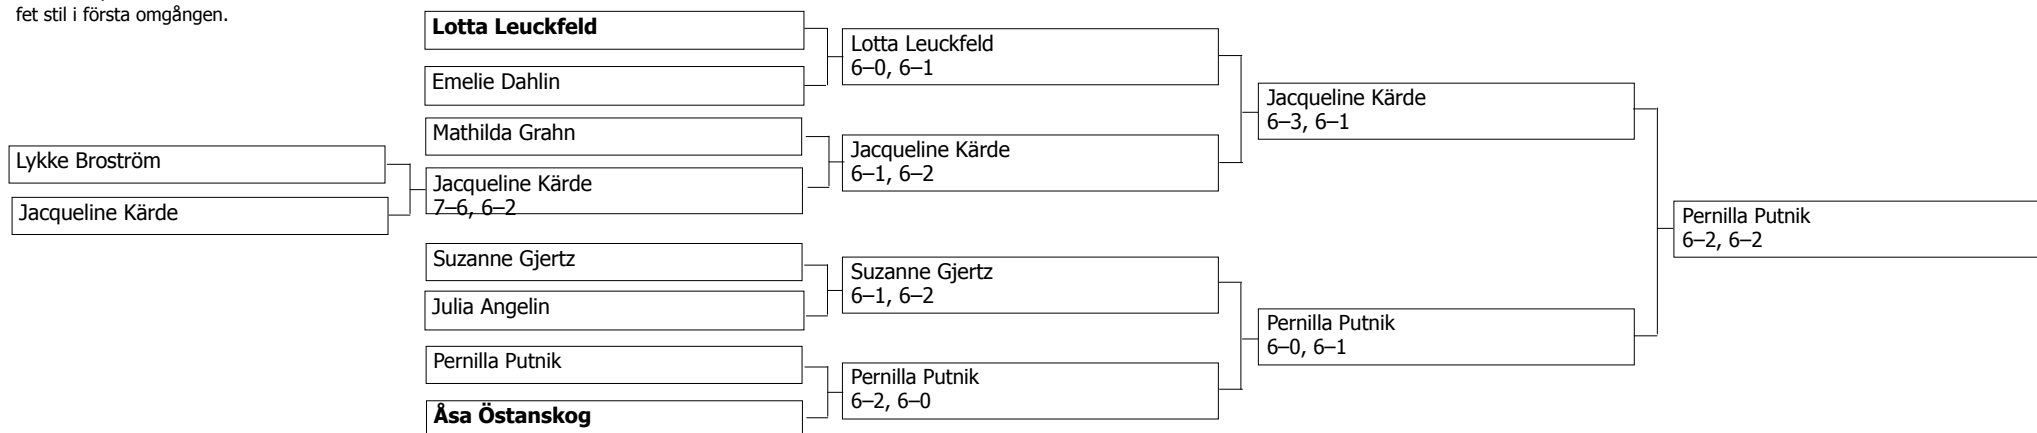 fet stil i första omgången.
Lykke Broström
Jacqueline Kärde
Lotta Leuckfeld
Emelie Dahlin
Mathilda Grahn
Jacqueline Kärde
7–6, 6–2
Suzanne Gjertz
Julia Angelin
Pernilla Putnik
Åsa Östanskog
Lotta Leuckfeld
6–0, 6–1
Jacqueline Kärde
6–1, 6–2
Suzanne Gjertz
6–1, 6–2
Pernilla Putnik
6–2, 6–0
Jacqueline Kärde
6–3, 6–1
Pernilla Putnik
6–0, 6–1
Pernilla Putnik
6–2, 6–2